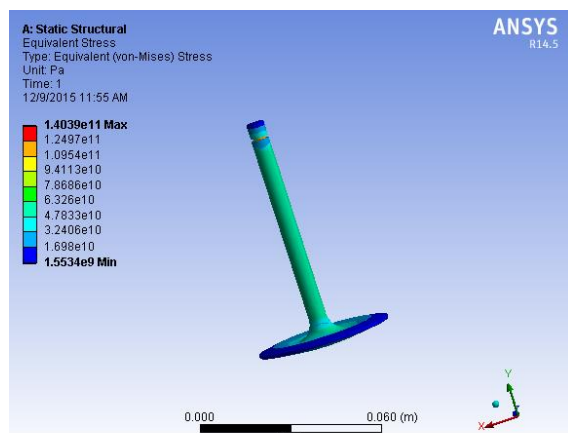 A: Static Structural
Equivalent Stress
Type: Equivalent (von-Mises) Stress
Unit: Pa
Time: 1
12/9/2015 11:55 AM
ANSYS
R14.5
1.4039e11 Max
1.2497e11
1.0954e11
9.4113e10
7.8686e10
6.326e10
4.7833e10
3.2406e10
1.698e10
1.5534e9 Min
Y
X
0.000
0.060 (m)